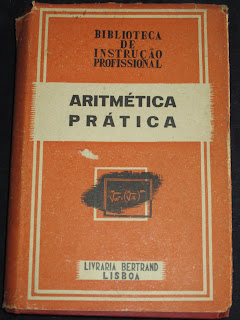 BIBLIOTECA
DE
INSTRUÇÃO
PROFISSIONAL
ARITMÉTICA
PRÁTICA
LIVRARIA BERTRAND
LISBOA